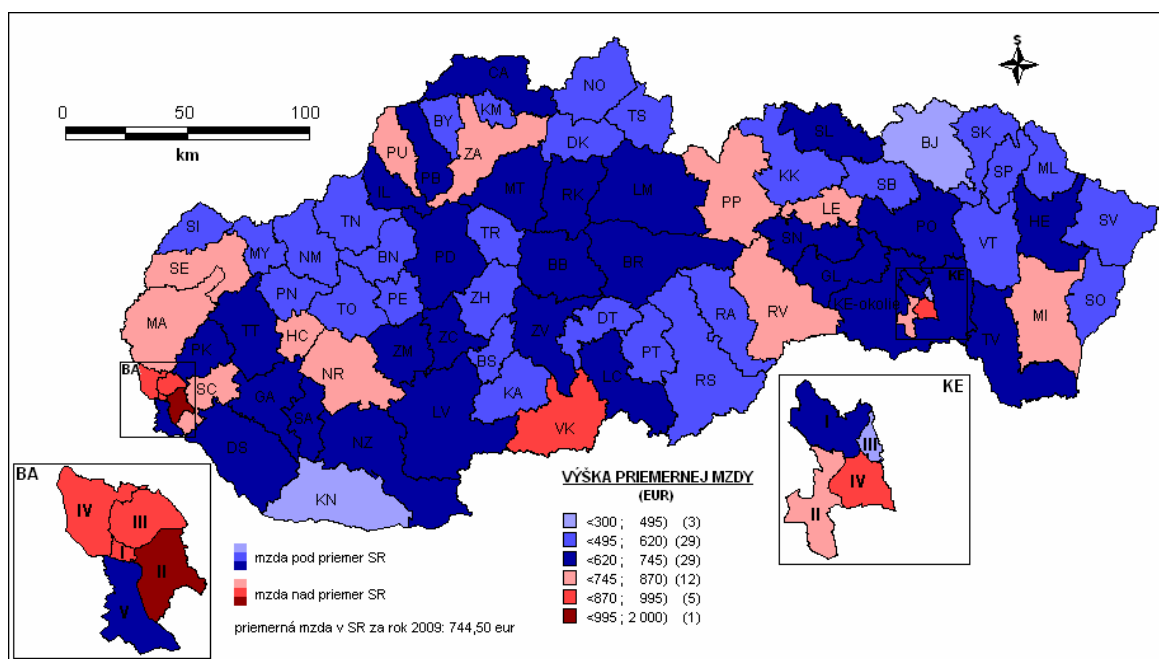 S
0 50 100
km
CA
NO
KM
BY
TS
PU
ZA
DK
SL
BJ
SK
PB
KK
SP
ML
IL
MT
RK
LM
SB
PP
LE
TN
SI
TR
PO
HE
SV
MY
NM
BN
PD
SN
VT
SE
BB
BR
GL
KE
PN
TO
PE
ZH
SO
MA
TT
DT
RA
RV
KE-okolie
MI
HC
ZV
PK
ZM
ZC
PT
TV
BA
NR
BS
LC
SC
RS
GA
KA
LV
SA
VK
DS
NZ
KN
BA
IV
III
I
II
V
KE
I
III
IV
II
mzda pod priemer SR
mzda nad priemer SR
priemerná mzda v SR za rok 2009: 744,50 eur
VÝŠKA PRIEMERNEJ MZDY
(EUR)
<300 ; 495) (3)
<495 ; 620) (29)
<620 ; 745) (29)
<745 ; 870) (12)
<870 ; 995) (5)
<995 ; 2 000) (1)